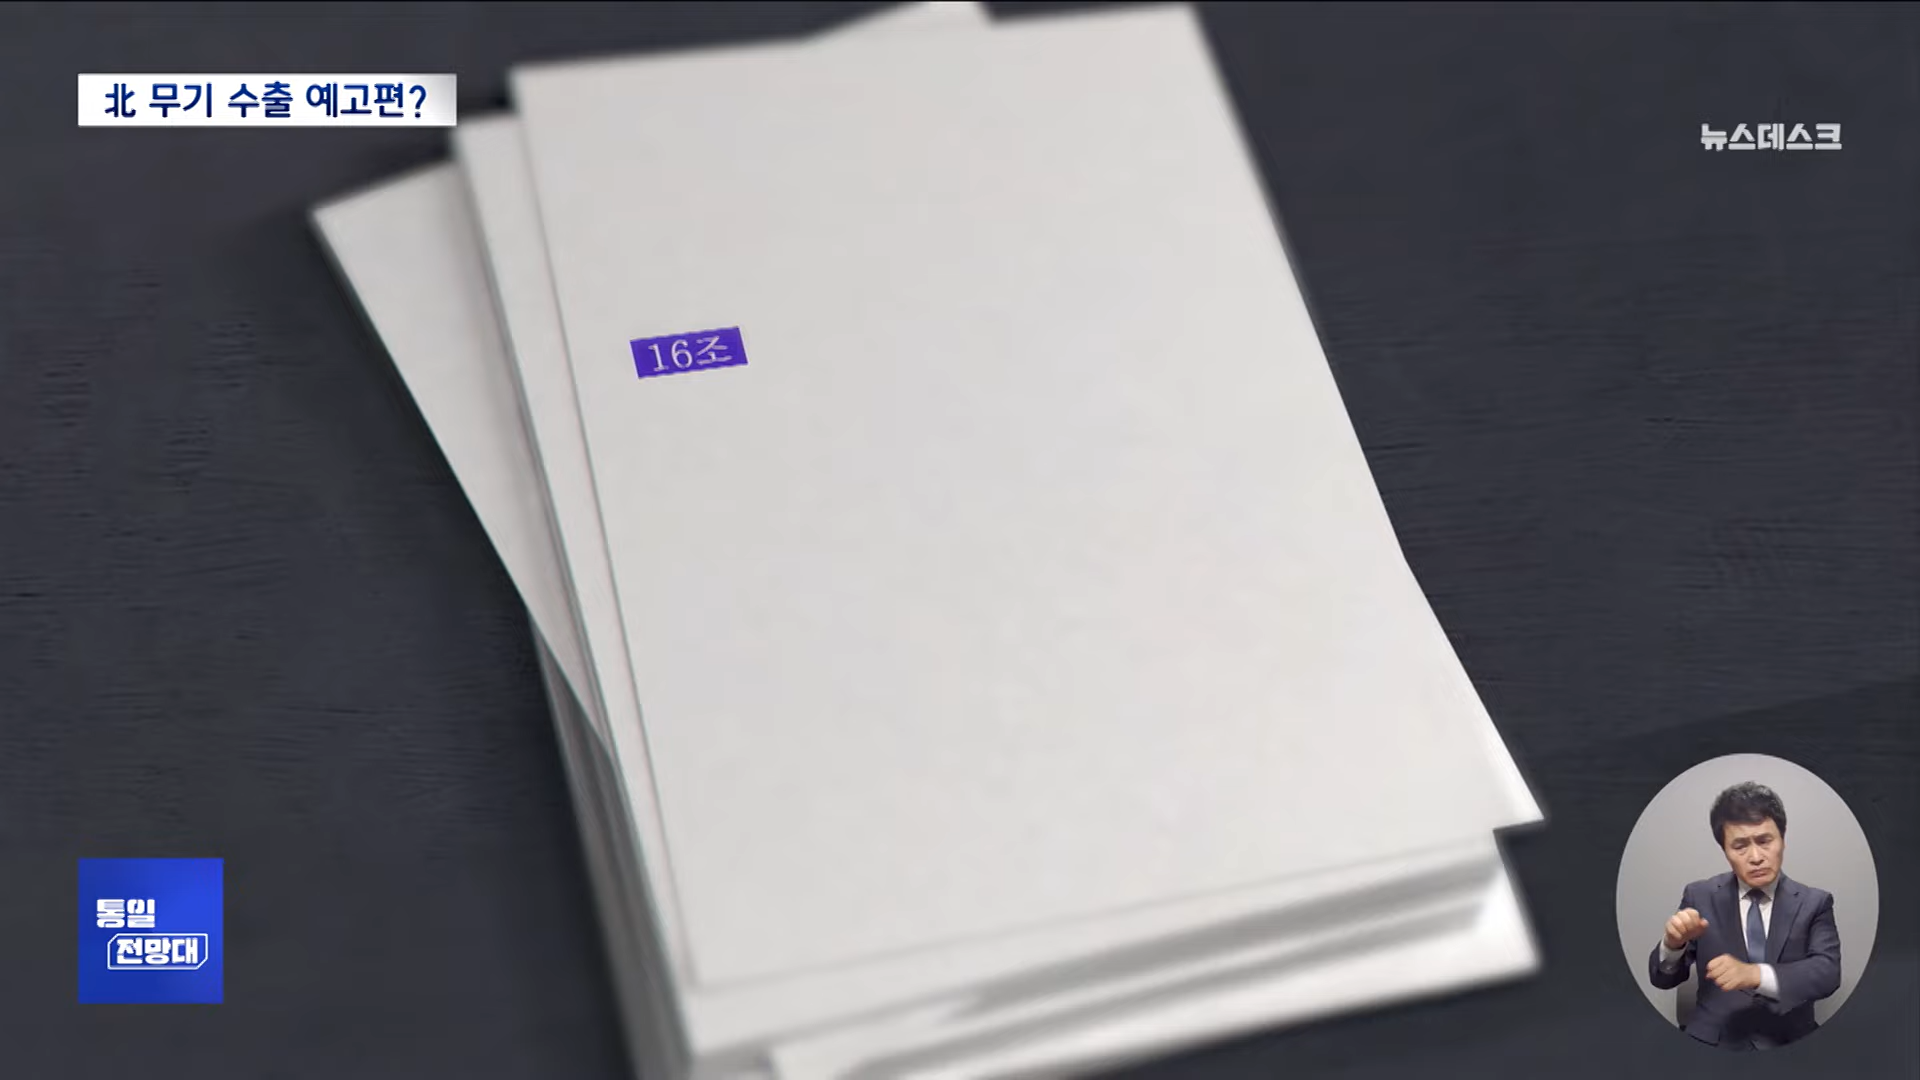 北 무기 수출 예고편?
뉴스데스크
16조
통일
전망대